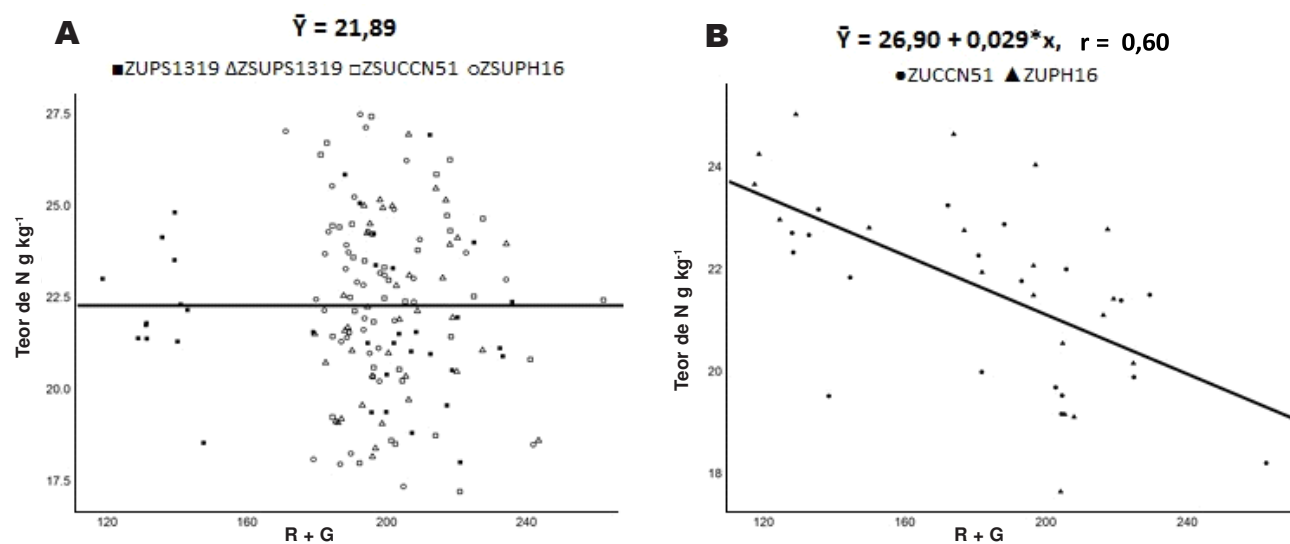 A
Ȳ = 21,89
■ZUPS1319 ∆ZSUPS1319 □ZSUCCN51 ○ZSUPH16
27.5
25.0
22.5
20.0
17.5
Teor de N g kg⁻¹
120 160 200 240
R + G
B
Ȳ = 26,90 + 0,029*x, r = 0,60
●ZUCCN51 ▲ZUPH16
24
22
20
18
Teor de N g kg⁻¹
120 160 200 240
R + G